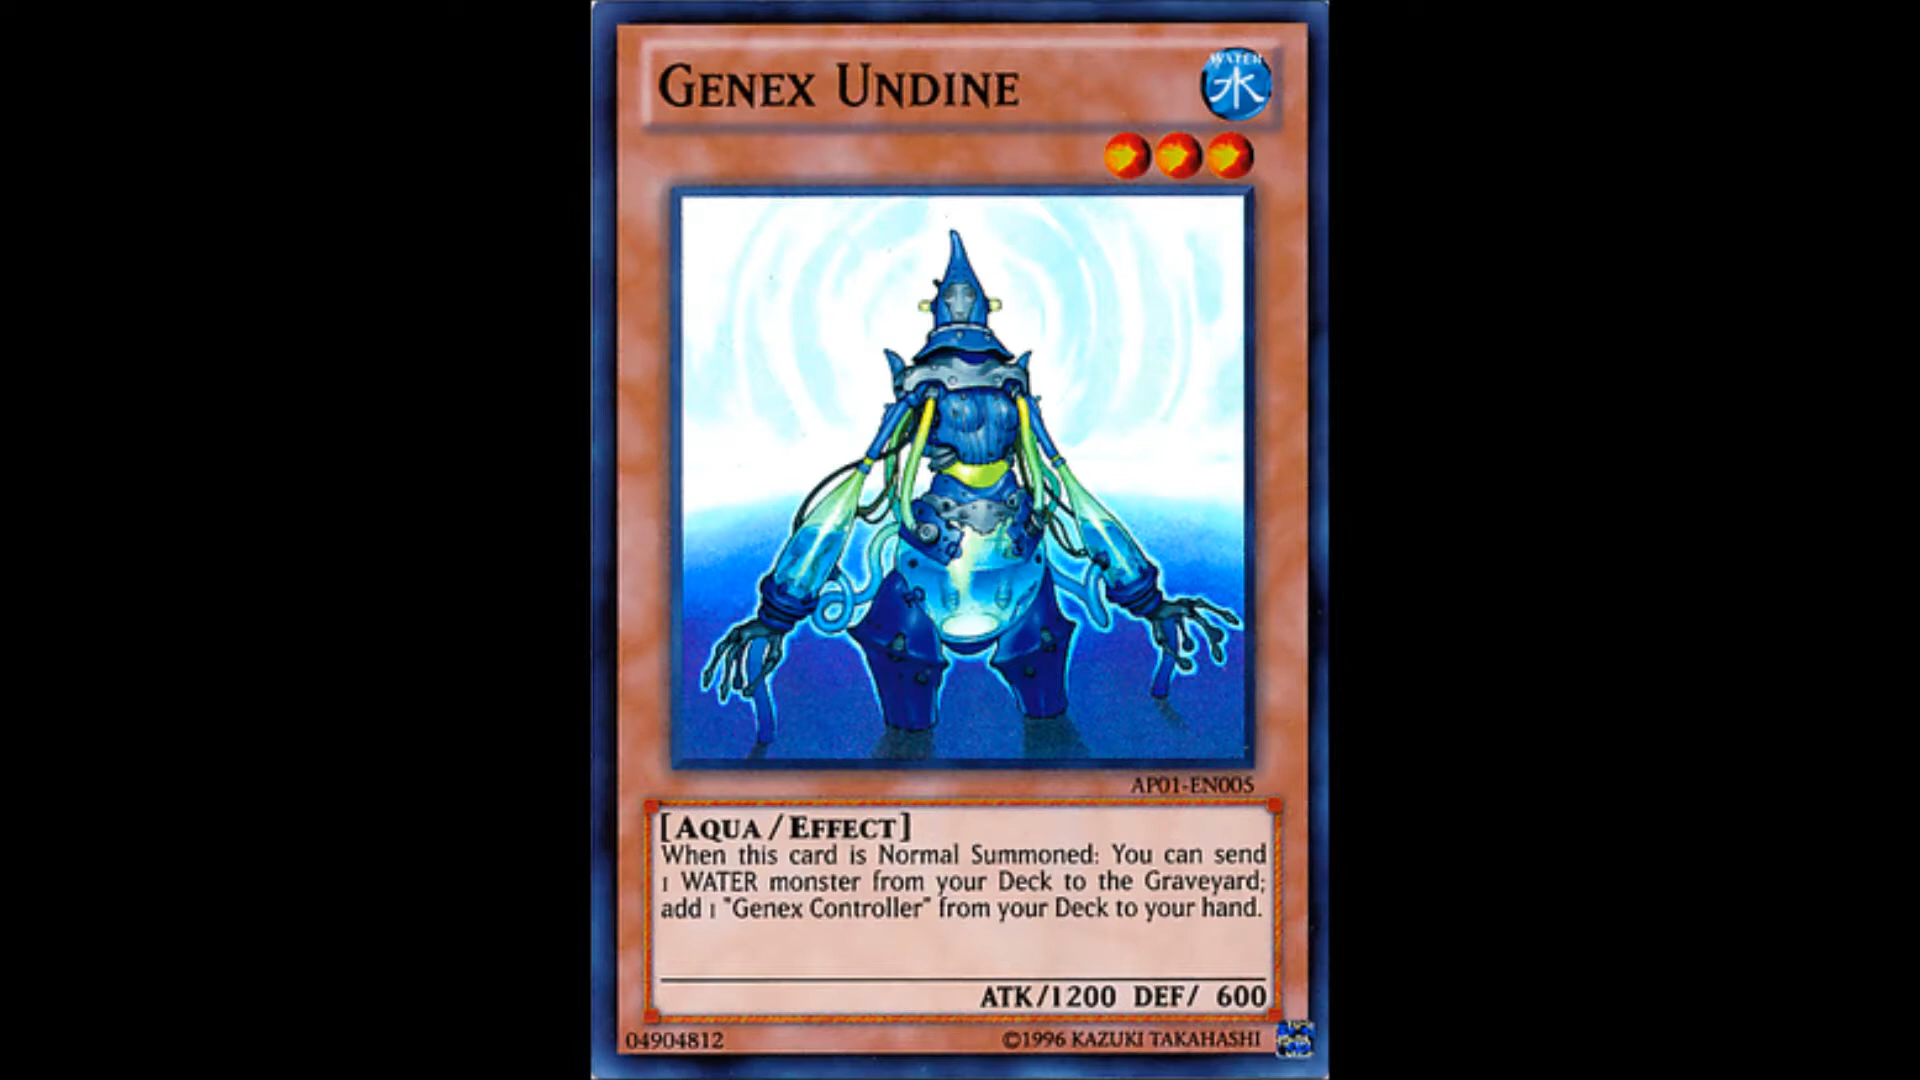 GENEX UNDINE
WATER
水
AP01-EN005
[AQUA/EFFECT]
When this card is Normal Summoned: You can send
1 WATER monster from your Deck to the Graveyard;
add 1 "Genex Controller" from your Deck to your hand.
ATK/1200 DEF/ 600
04904812
©1996 KAZUKI TAKAHASHI